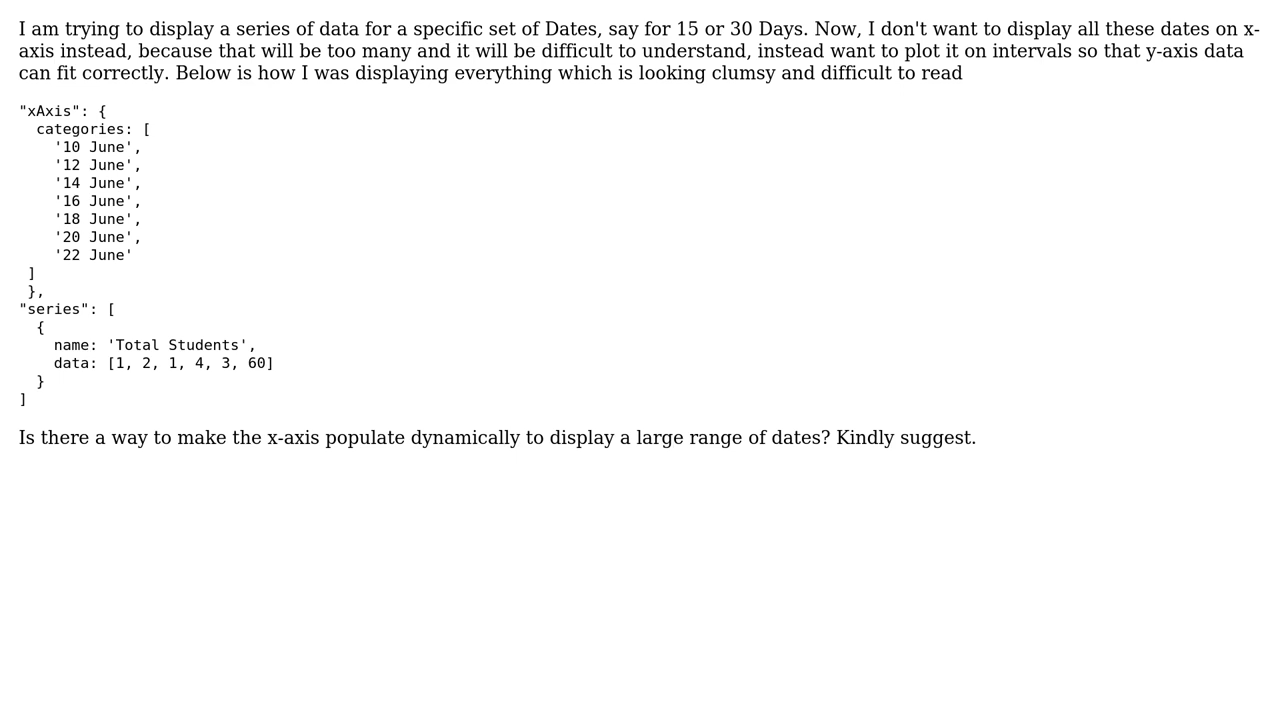 I am trying to display a series of data for a specific set of Dates, say for 15 or 30 Days. Now, I don't want to display all these dates on x-
axis instead, because that will be too many and it will be difficult to understand, instead want to plot it on intervals so that y-axis data
can fit correctly. Below is how I was displaying everything which is looking clumsy and difficult to read
"xAxis": {
  categories: [
    '10 June',
    '12 June',
    '14 June',
    '16 June',
    '18 June',
    '20 June',
    '22 June'
 ]
 },
"series": [
  {
    name: 'Total Students',
    data: [1, 2, 1, 4, 3, 60]
  }
]
Is there a way to make the x-axis populate dynamically to display a large range of dates? Kindly suggest.